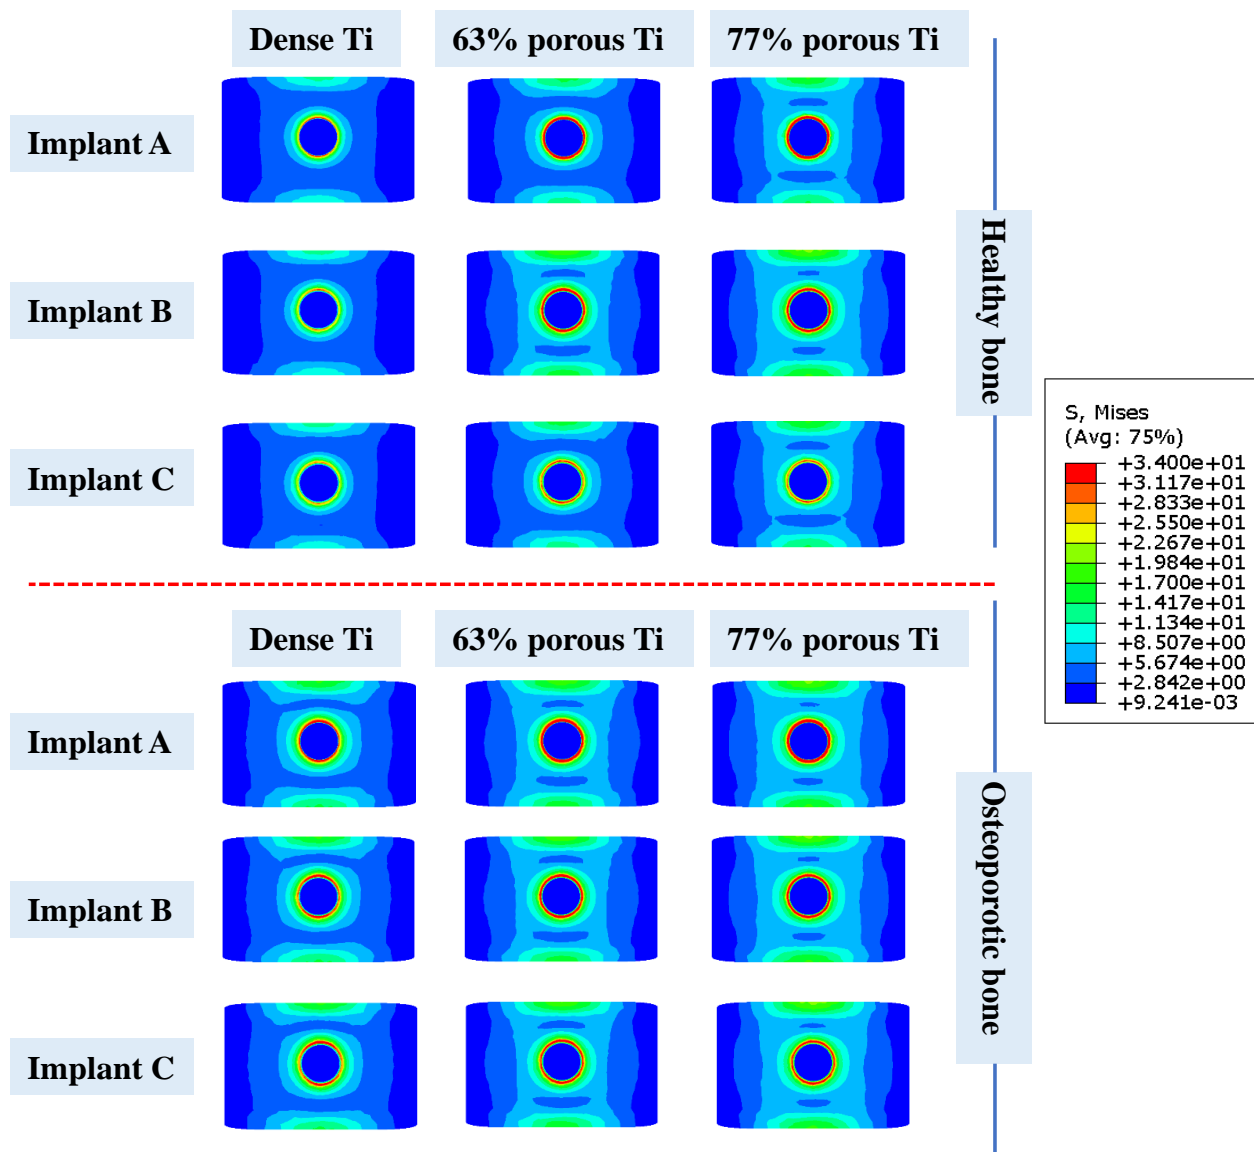 Dense Ti
63% porous Ti
77% porous Ti
Implant A
Implant B
Implant C
Healthy bone
S, Mises
(Avg: 75%)
+3.400e+01
+3.117e+01
+2.833e+01
+2.550e+01
+2.267e+01
+1.984e+01
+1.700e+01
+1.417e+01
+1.134e+01
+8.507e+00
+5.674e+00
+2.842e+00
+9.241e-03
Dense Ti
63% porous Ti
77% porous Ti
Implant A
Implant B
Implant C
Osteoporotic bone